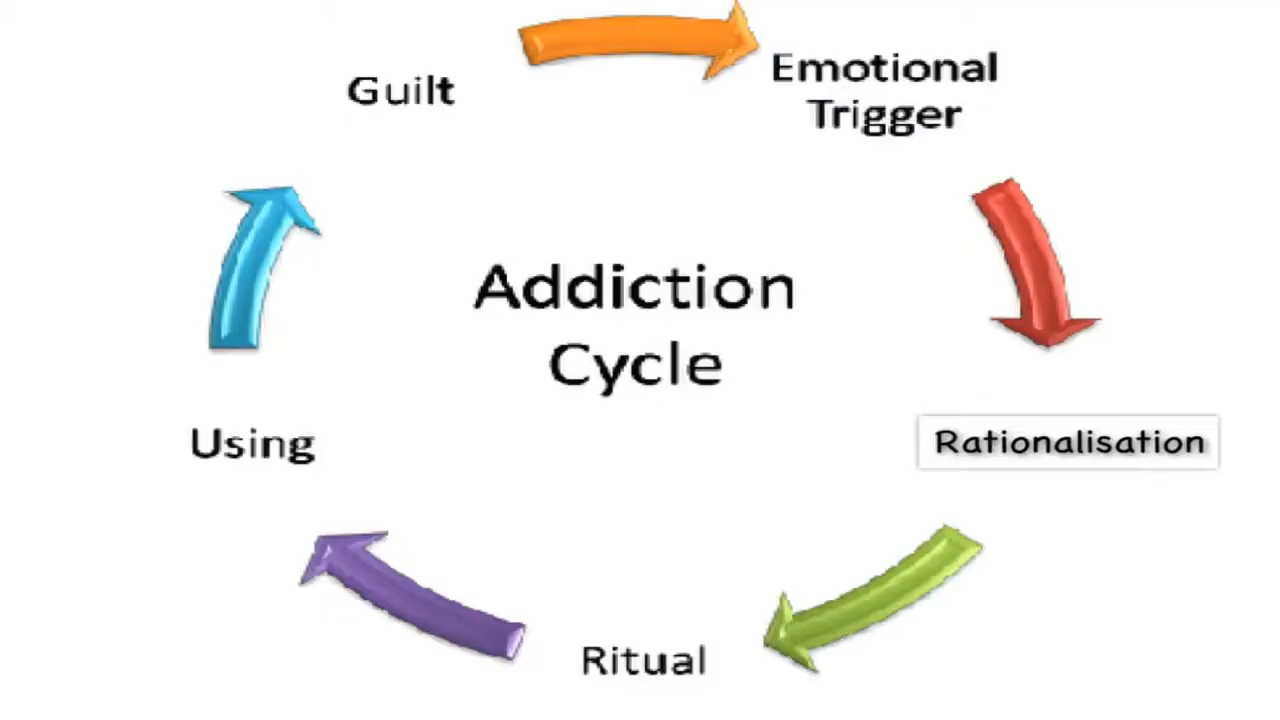 Guilt
Emotional
Trigger
Addiction
Cycle
Using
Rationalisation
Ritual